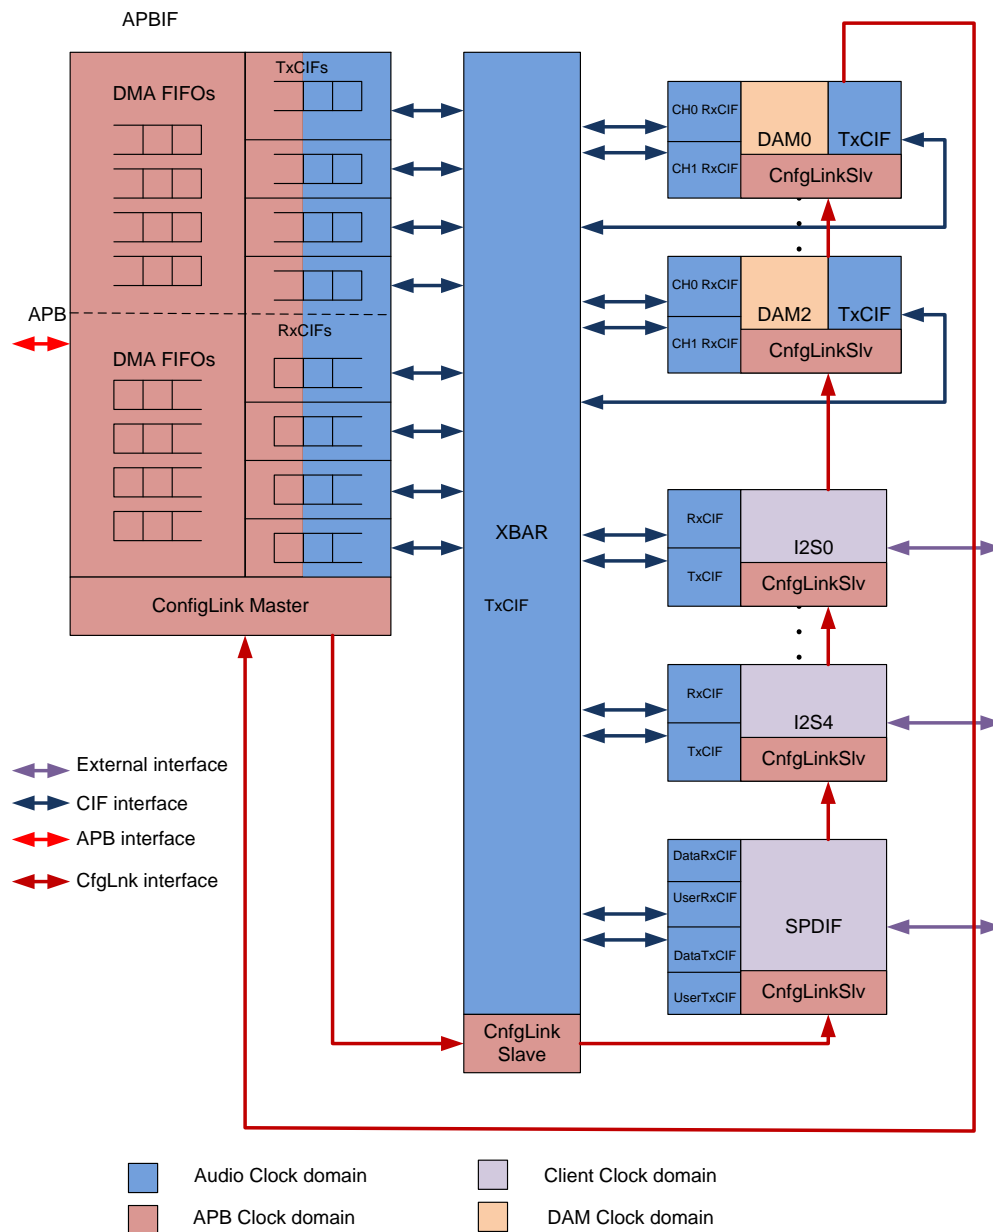 APBIF
DMA FIFOs
TxCIFs
APB
RxCIFs
DMA FIFOs
ConfigLink Master
XBAR
TxCIF
CnfgLink
Slave
CH0 RxCIF
CH1 RxCIF
DAM0
TxCIF
CnfgLinkSlv
CH0 RxCIF
CH1 RxCIF
DAM2
TxCIF
CnfgLinkSlv
RxCIF
TxCIF
I2S0
CnfgLinkSlv
RxCIF
TxCIF
I2S4
CnfgLinkSlv
DataRxCIF
UserRxCIF
DataTxCIF
UserTxCIF
SPDIF
CnfgLinkSlv
External interface
CIF interface
APB interface
CfgLnk interface
Audio Clock domain
Client Clock domain
APB Clock domain
DAM Clock domain